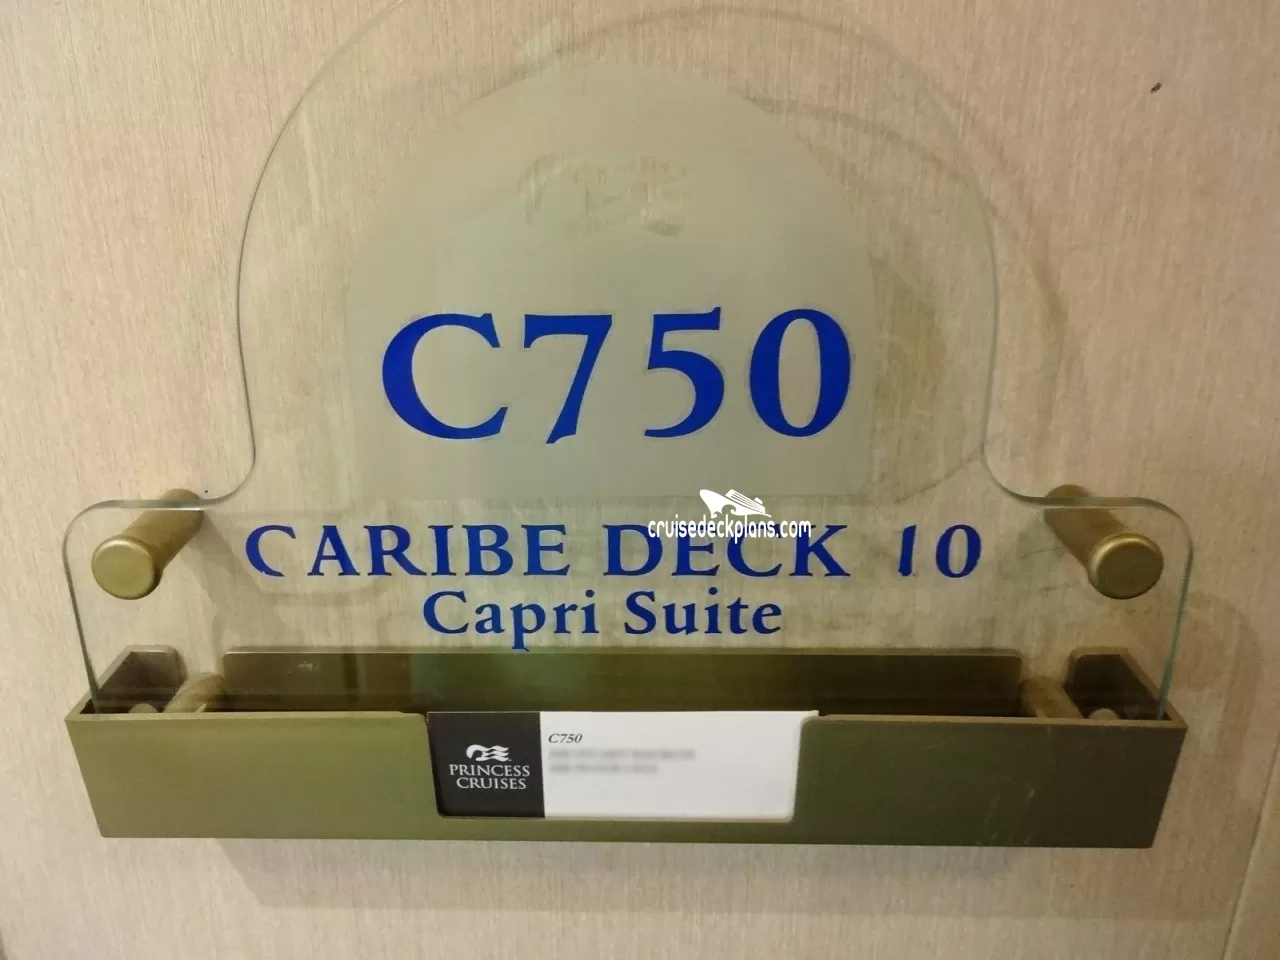 C750
cruisedeckplans.com
CARIBE DECK 10
Capri Suite
C750
PRINCESS
CRUISES